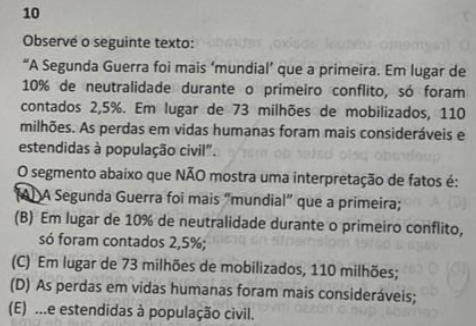 10
Observe o seguinte texto:
“A Segunda Guerra foi mais ‘mundial’ que a primeira. Em lugar de
10% de neutralidade durante o primeiro conflito, só foram
contados 2,5%. Em lugar de 73 milhões de mobilizados, 110
milhões. As perdas em vidas humanas foram mais consideráveis e
estendidas à população civil”.
O segmento abaixo que NÃO mostra uma interpretação de fatos é:
(A) A Segunda Guerra foi mais “mundial” que a primeira;
(B) Em lugar de 10% de neutralidade durante o primeiro conflito,
só foram contados 2,5%;
(C) Em lugar de 73 milhões de mobilizados, 110 milhões;
(D) As perdas em vidas humanas foram mais consideráveis;
(E) ...e estendidas à população civil.